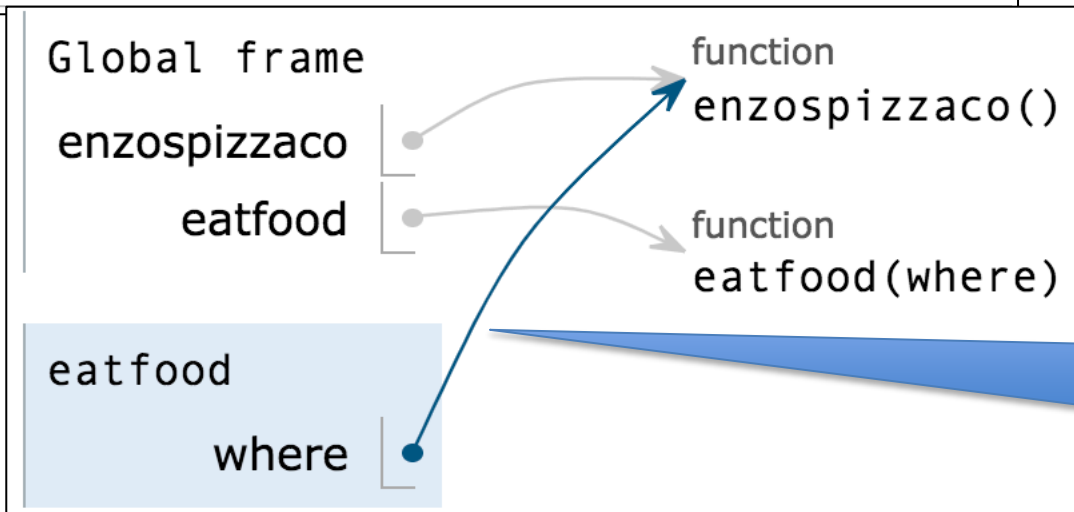 Global frame
enzospizzaco
eatfood
function
enzospizzaco()
function
eatfood(where)
eatfood
where